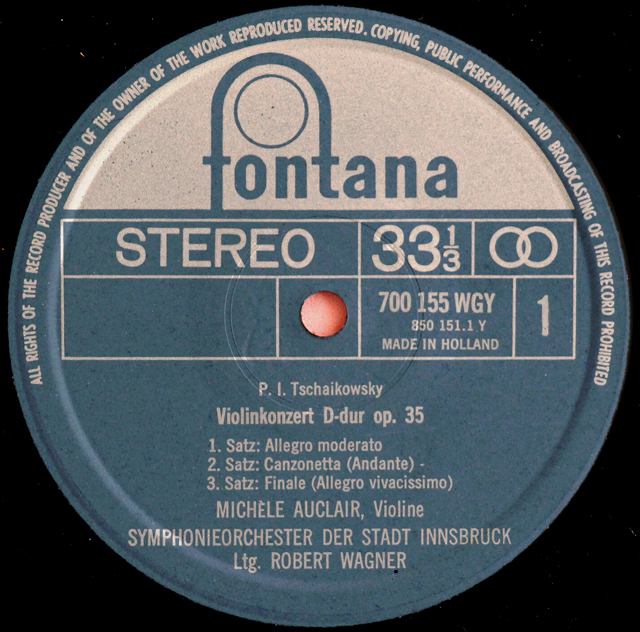 ALL RIGHTS OF THE RECORD PRODUCER AND OF THE OWNER OF THE WORK REPRODUCED RESERVED. COPYING, PUBLIC PERFORMANCE AND BROADCASTING OF THIS RECORD PROHIBITED
fontana
STEREO 33 1/3
700 155 WGY 1
850 151.1 Y
MADE IN HOLLAND
P. I. Tschaikowsky
Violinkonzert D-dur op. 35
1. Satz: Allegro moderato
2. Satz: Canzonetta (Andante) -
3. Satz: Finale (Allegro vivacissimo)
MICHÈLE AUCLAIR, Violine
SYMPHONIEORCHESTER DER STADT INNSBRUCK
Ltg. ROBERT WAGNER